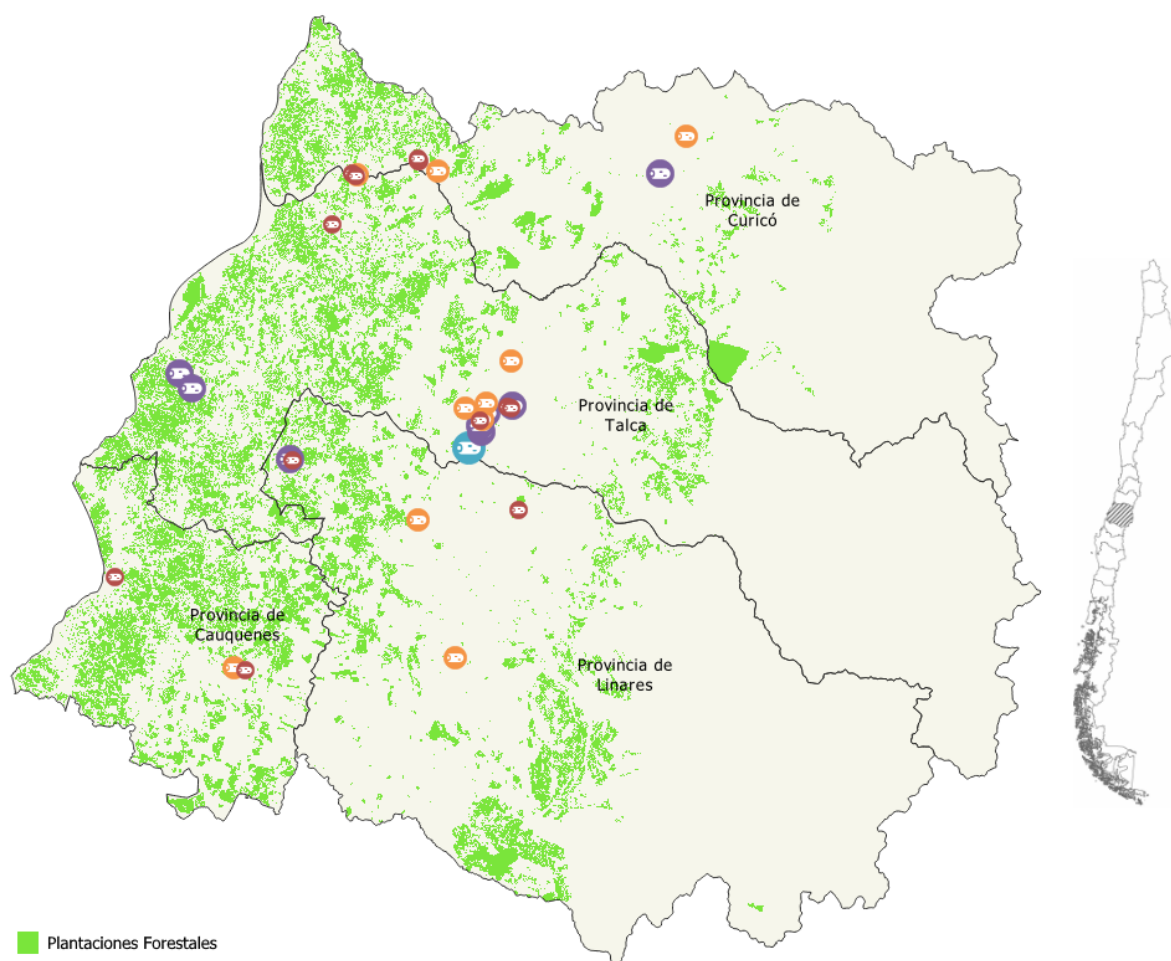 Provincia de
Curicó
Provincia de
Talca
Provincia de
Cauquenes
Provincia de
Linares
Plantaciones Forestales